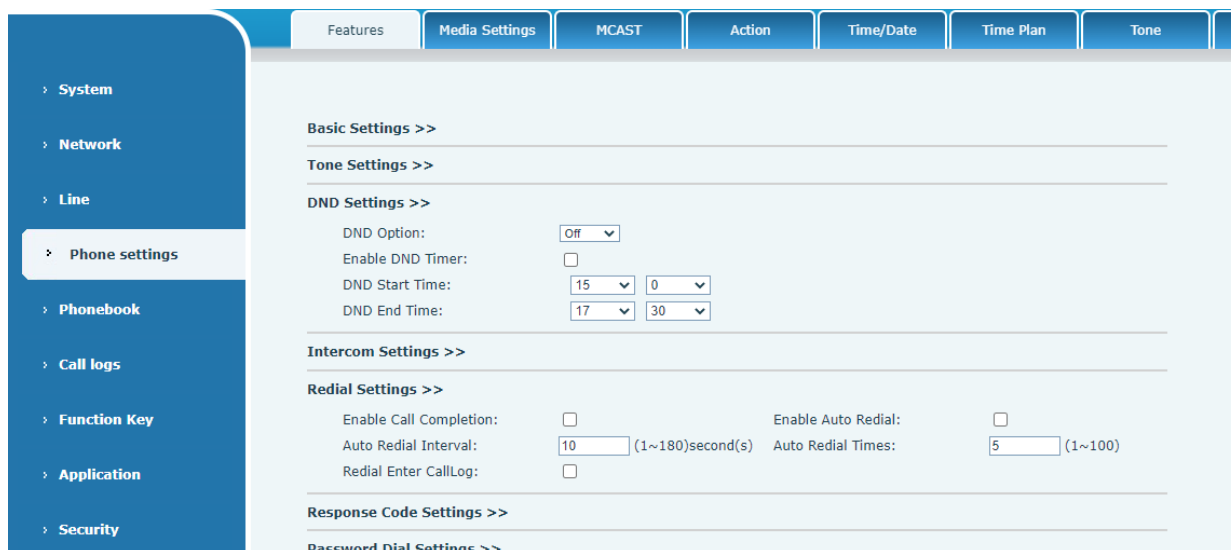 Features Media Settings MCAST Action Time/Date Time Plan Tone
System
Network
Line
Phone settings
Phonebook
Call logs
Function Key
Application
Security
Basic Settings >>
Tone Settings >>
DND Settings >>
DND Option: Off
Enable DND Timer:
DND Start Time: 15 0
DND End Time: 17 30
Intercom Settings >>
Redial Settings >>
Enable Call Completion: Enable Auto Redial:
Auto Redial Interval: 10 (1~180)second(s) Auto Redial Times: 5 (1~100)
Redial Enter CallLog:
Response Code Settings >>
Password Dial Settings >>